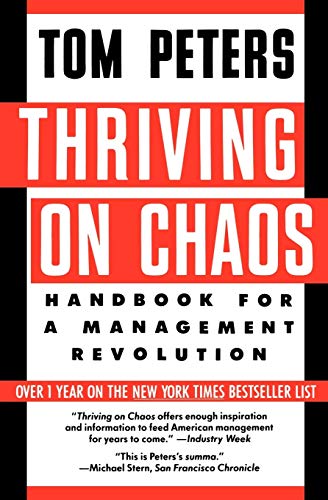 TOM PETERS
THRIVING
ON CHAOS
HANDBOOK FOR
A MANAGEMENT
REVOLUTION
OVER 1 YEAR ON THE NEW YORK TIMES BESTSELLER LIST
“Thriving on Chaos offers enough inspiration
and information to feed American management
for years to come.” —Industry Week
“This is Peters’s summa.”
—Michael Stern, San Francisco Chronicle